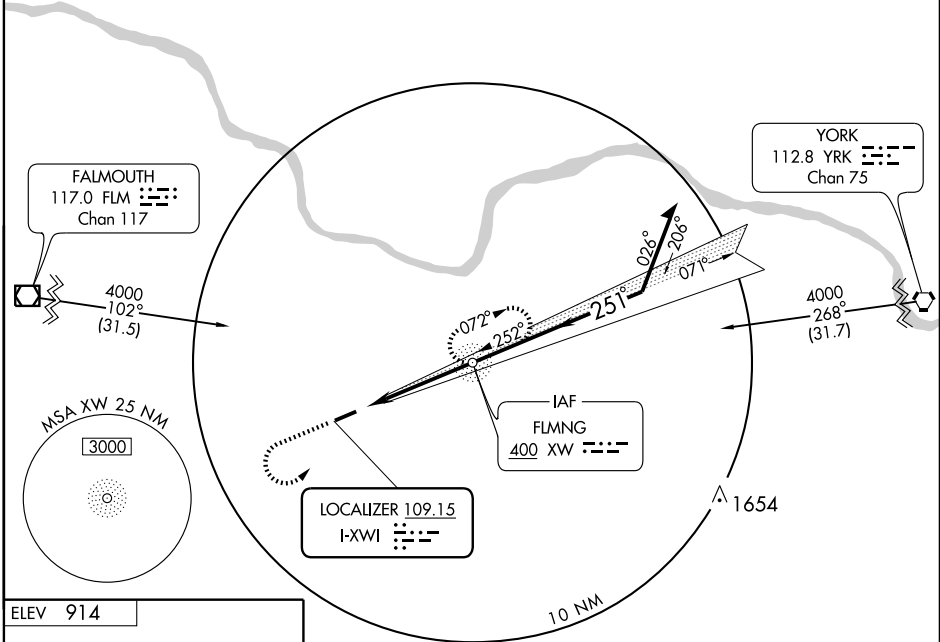 FALMOUTH
117.0 FLM
Chan 117
4000
102°
(31.5)
YORK
112.8 YRK
Chan 75
4000
268°
(31.7)
026°
206°
071°
251°
072°
252°
IAF
FLMNG
400 XW
LOCALIZER 109.15
I-XWI
1654
10 NM
MSA XW 25 NM
3000
ELEV 914